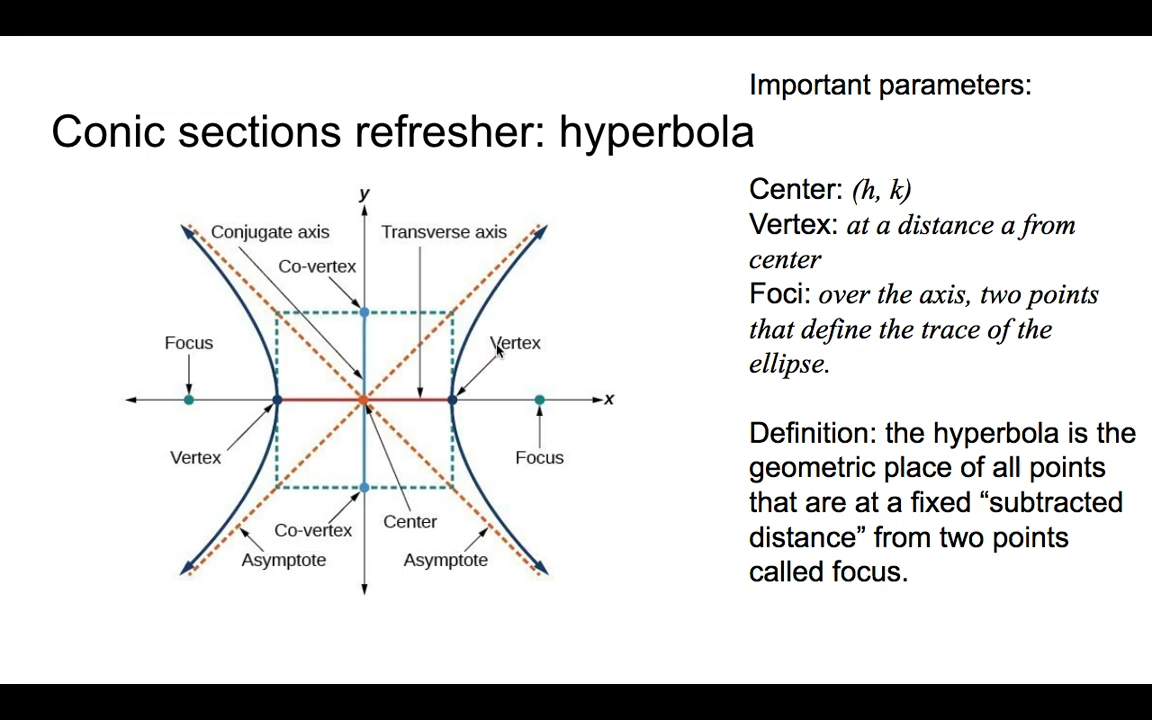 Conic sections refresher: hyperbola
y
Conjugate axis
Transverse axis
Co-vertex
Focus
Vertex
x
Vertex
Focus
Co-vertex
Center
Asymptote
Asymptote
Important parameters:
Center: (h, k)
Vertex: at a distance a from
center
Foci: over the axis, two points
that define the trace of the
ellipse.
Definition: the hyperbola is the
geometric place of all points
that are at a fixed “subtracted
distance” from two points
called focus.